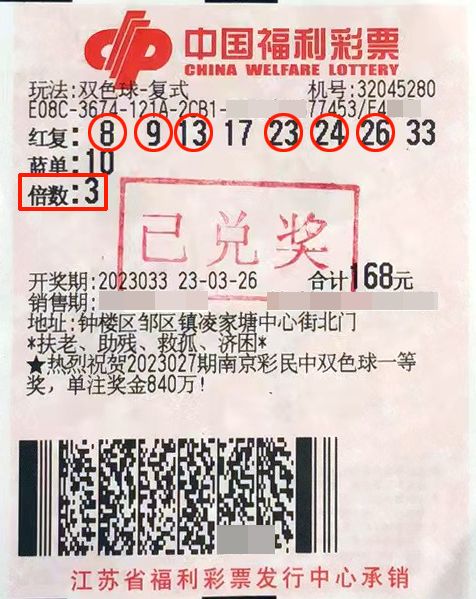 中国福利彩票
CHINA WELFARE LOTTERY
玩法:双色球-复式 机号:32045280
E08C-3674-121A-2CB1- 77453/E4
红复: 8 9 13 17 23 24 26 33
蓝单:10
倍数:3
已兑奖
开奖期:2023033 23-03-26 合计168元
销售期:
地址:钟楼区邹区镇凌家塘中心街北门
*扶老、助残、救孤、济困*
★热烈祝贺2023027期南京彩民中双色球一等
奖,单注奖金840万!
江苏省福利彩票发行中心承销